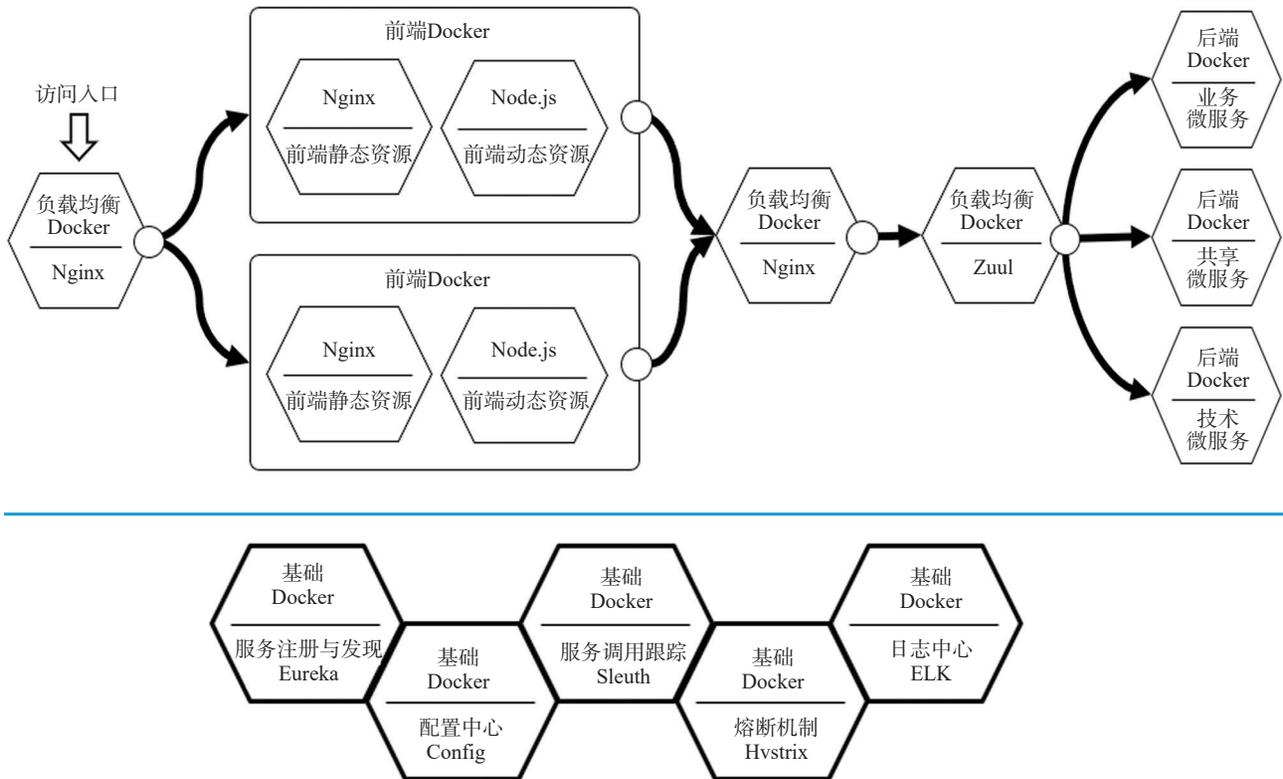 访问入口
负载均衡
Docker
Nginx
前端Docker
Nginx
前端静态资源
Node.js
前端动态资源
前端Docker
Nginx
前端静态资源
Node.js
前端动态资源
负载均衡
Docker
Nginx
负载均衡
Docker
Zuul
后端
Docker
业务
微服务
后端
Docker
共享
微服务
后端
Docker
技术
微服务
基础
Docker
服务注册与发现
Eureka
基础
Docker
配置中心
Config
基础
Docker
服务调用跟踪
Sleuth
基础
Docker
熔断机制
Hvstrix
基础
Docker
日志中心
ELK